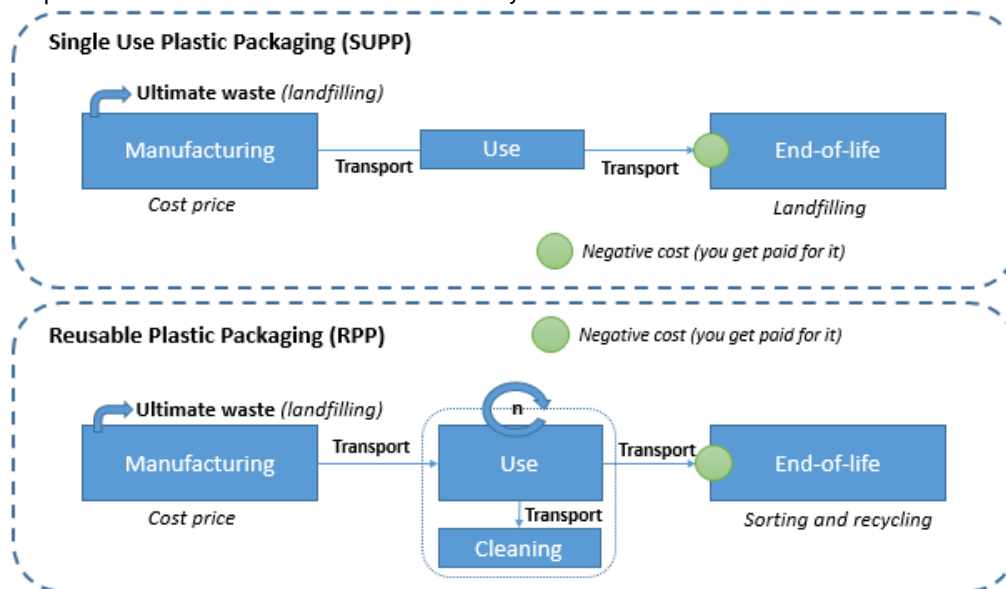 Single Use Plastic Packaging (SUPP)
Ultimate waste (landfilling)
Manufacturing
Transport
Use
Transport
End-of-life
Cost price
Landfilling
Negative cost (you get paid for it)
Reusable Plastic Packaging (RPP)
Negative cost (you get paid for it)
Ultimate waste (landfilling)
n
Manufacturing
Transport
Use
Transport
End-of-life
Cost price
Transport
Sorting and recycling
Cleaning